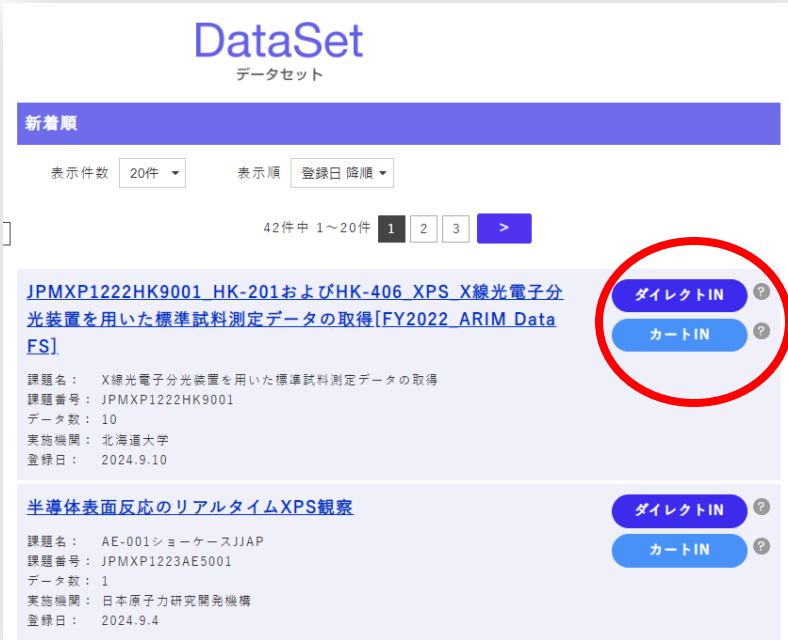 DataSet
データセット
新着順
表示件数 20件 表示順 登録日 降順
42件中 1～20件 1 2 3 >
JPMXP1222HK9001_HK-201およびHK-406_XPS_X線光電子分
光装置を用いた標準試料測定データの取得[FY2022_ARIM Data
FS]
ダイレクトIN ?
カートIN ?
課題名： X線光電子分光装置を用いた標準試料測定データの取得
課題番号： JPMXP1222HK9001
データ数： 10
実施機関： 北海道大学
登録日： 2024.9.10
半導体表面反応のリアルタイムXPS観察
ダイレクトIN ?
カートIN ?
課題名： AE-001ショーケースJJAP
課題番号： JPMXP1223AE5001
データ数： 1
実施機関： 日本原子力研究開発機構
登録日： 2024.9.4